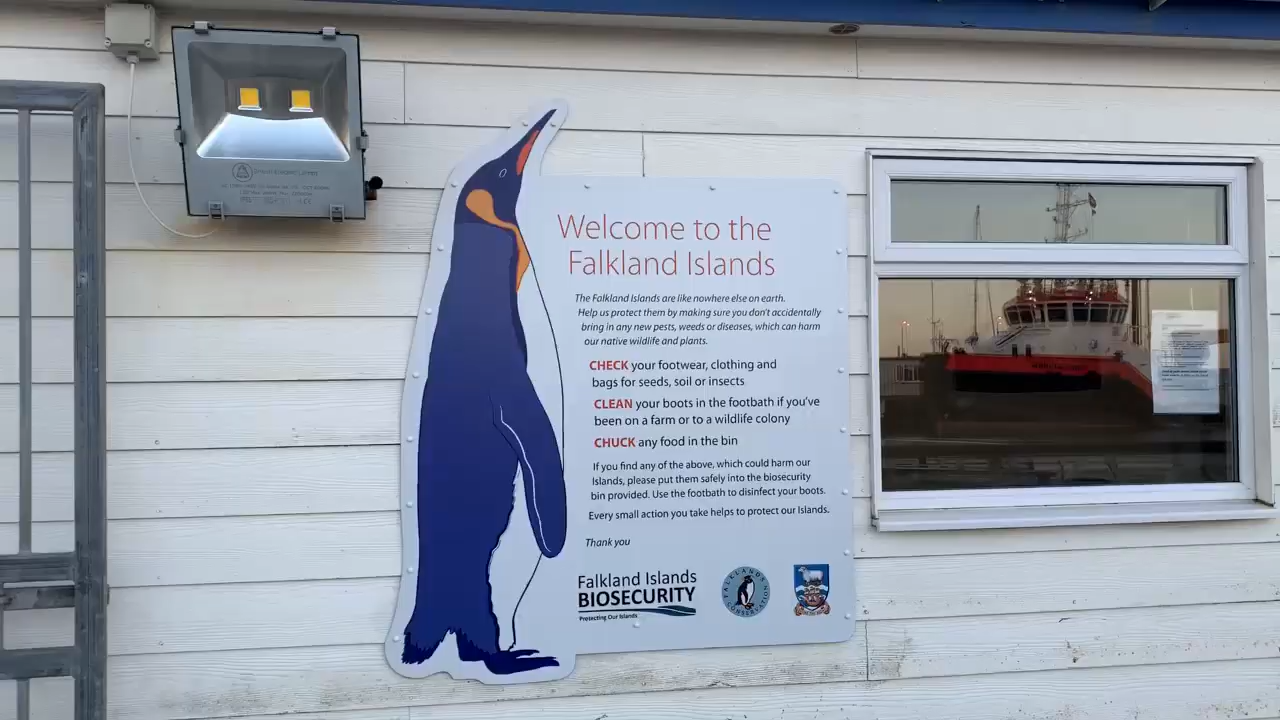 Welcome to the
Falkland Islands
The Falkland Islands are like nowhere else on earth.
Help us protect them by making sure you don't accidentally
bring in any new pests, weeds or diseases, which can harm
our native wildlife and plants.
CHECK your footwear, clothing and
bags for seeds, soil or insects
CLEAN your boots in the footbath if you've
been on a farm or to a wildlife colony
CHUCK any food in the bin
If you find any of the above, which could harm our
Islands, please put them safely into the biosecurity
bin provided. Use the footbath to disinfect your boots.
Every small action you take helps to protect our Islands.
Thank you
Falkland Islands
BIOSECURITY
Protecting Our Islands
FALKLANDS
CONSERVATION